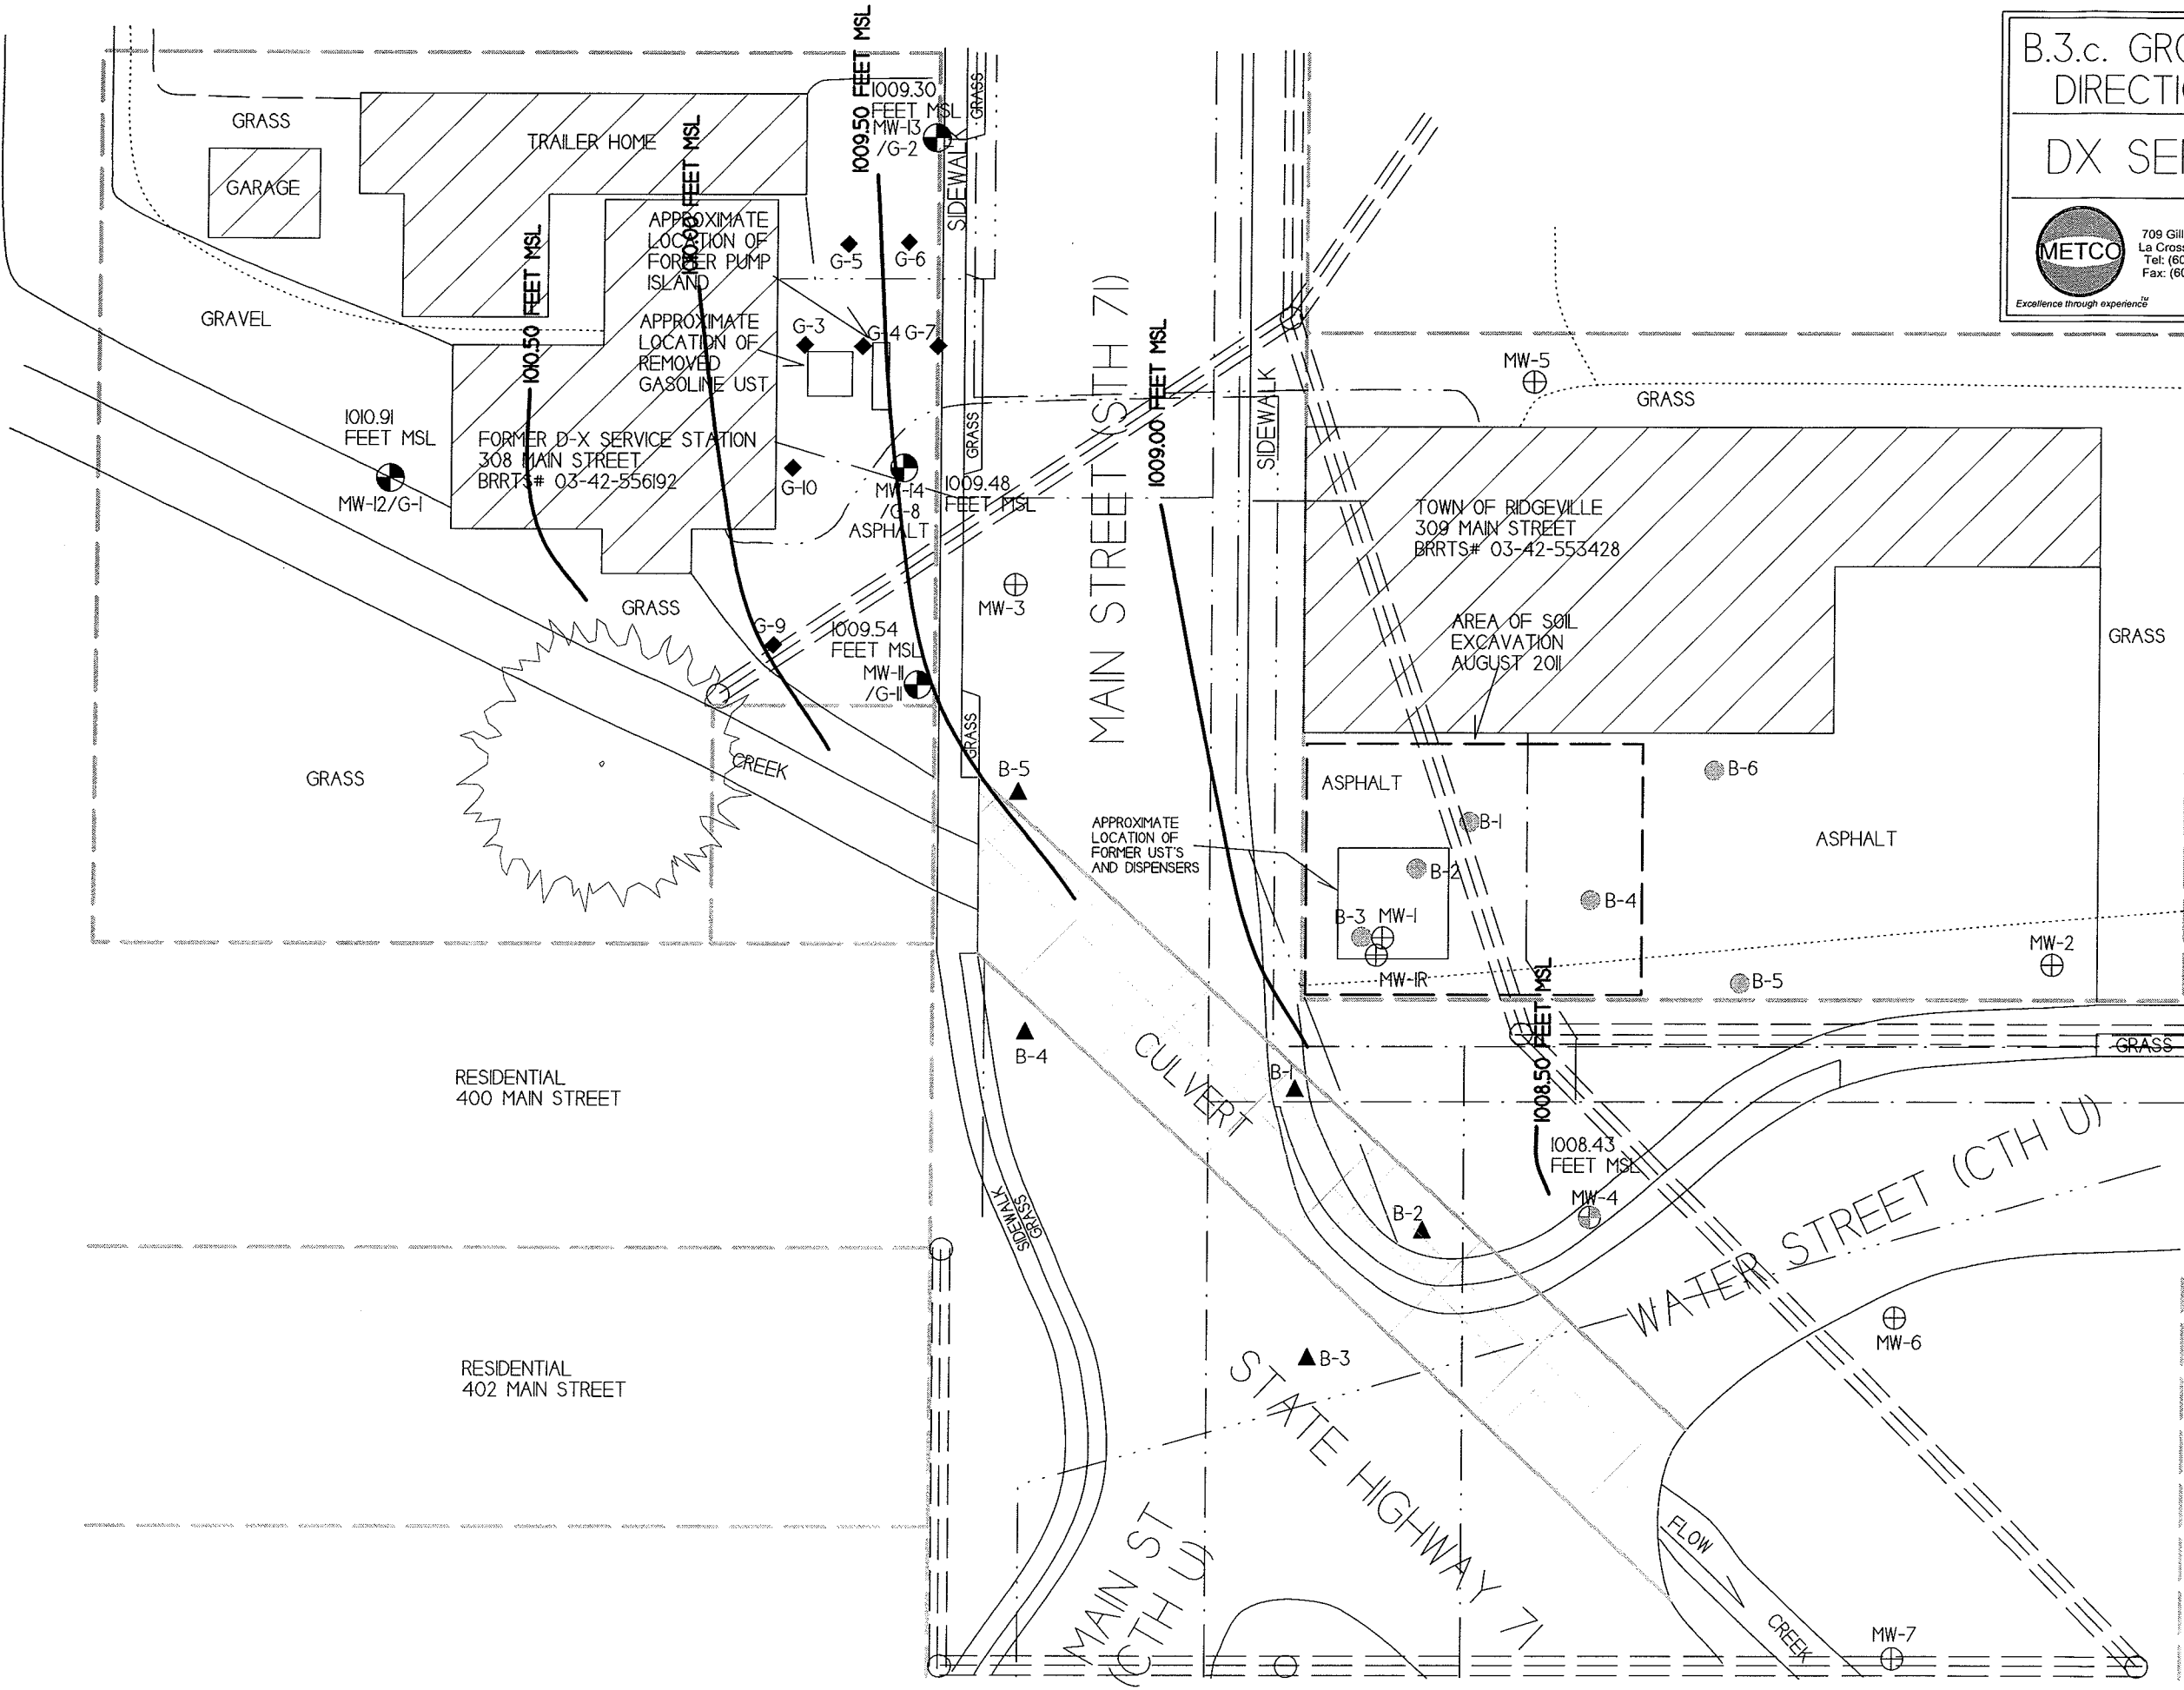 B.3.c. GRO
DIRECTIO
DX SE
METCO
709 Gill
La Cross
Tel: (60
Fax: (60
Excellence through experience™
1009.50 FEET MSL
1009.30
FEET MSL
MW-13
/G-2
GRASS
SIDEWALK
GRASS
GARAGE
TRAILER HOME
FEET MSL
1010.50 FEET MSL
APPROXIMATE
LOCATION OF
FORMER PUMP
ISLAND
G-5
G-6
GRAVEL
APPROXIMATE
LOCATION OF
REMOVED
GASOLINE UST
G-3
G-4
G-7
MAIN STREET (STH 71)
1009.00 FEET MSL
SIDEWALK
MW-5
GRASS
1010.91
FEET MSL
MW-12/G-1
FORMER D-X SERVICE STATION
308 MAIN STREET
BRRTS# 03-42-556192
G-10
MW-14
/G-8
ASPHALT
1009.48
FEET MSL
GRASS
TOWN OF RIDGEVILLE
309 MAIN STREET
BRRTS# 03-42-553428
MW-3
GRASS
G-9
1009.54
FEET MSL
MW-11
/G-11
AREA OF SOIL
EXCAVATION
AUGUST 2011
GRASS
GRASS
CREEK
GRASS
B-5
ASPHALT
B-6
B-1
APPROXIMATE
LOCATION OF
FORMER UST'S
AND DISPENSERS
B-2
B-4
ASPHALT
B-3
MW-1
MW-1R
MW-2
B-5
1008.50 FEET MSL
B-4
CULVERT
B-1
GRASS
RESIDENTIAL
400 MAIN STREET
1008.43
FEET MSL
MW-4
SIDEWALK
GRASS
B-2
WATER STREET (CTH U)
MW-6
B-3
RESIDENTIAL
402 MAIN STREET
STATE HIGHWAY 71
MAIN ST
(CTH U)
FLOW
CREEK
MW-7